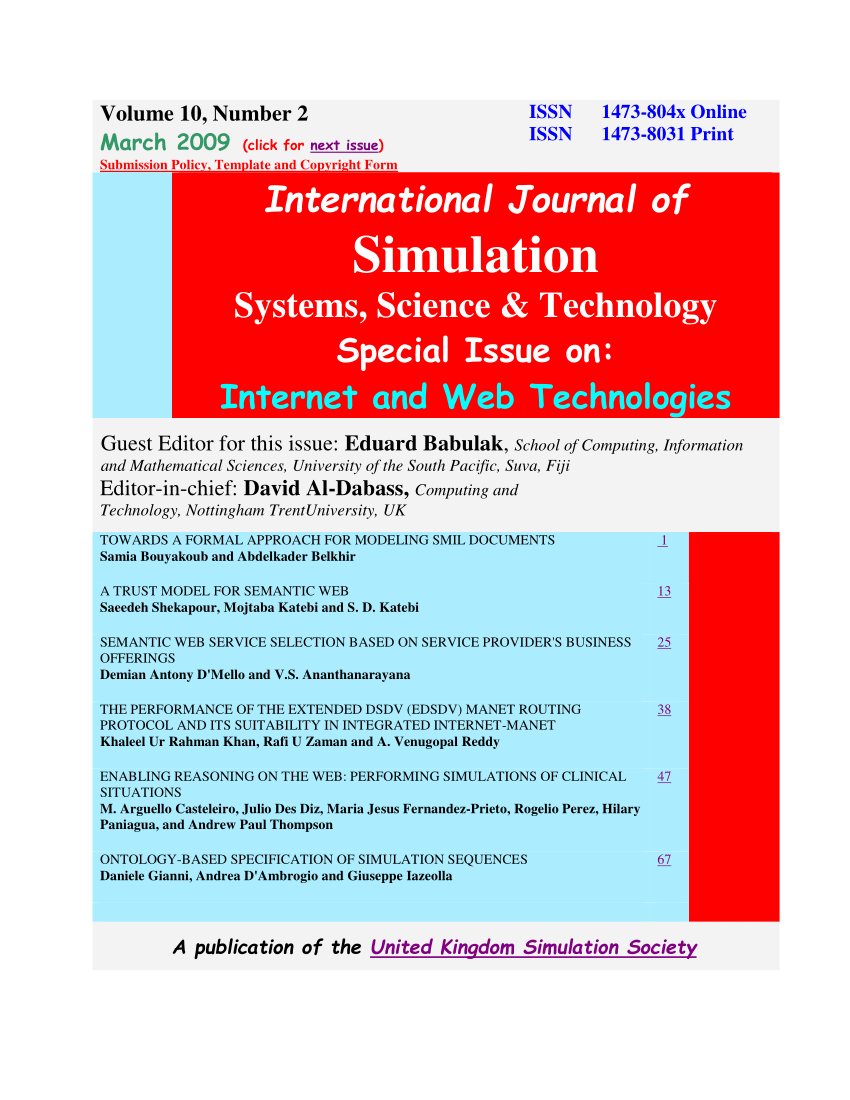 Volume 10, Number 2
ISSN 1473-804x Online
March 2009 (click for next issue)
ISSN 1473-8031 Print
Submission Policy, Template and Copyright Form
International Journal of
Simulation
Systems, Science & Technology
Special Issue on:
Internet and Web Technologies
Guest Editor for this issue: Eduard Babulak, School of Computing, Information
and Mathematical Sciences, University of the South Pacific, Suva, Fiji
Editor-in-chief: David Al-Dabass, Computing and
Technology, Nottingham TrentUniversity, UK
TOWARDS A FORMAL APPROACH FOR MODELING SMIL DOCUMENTS 1
Samia Bouyakoub and Abdelkader Belkhir
A TRUST MODEL FOR SEMANTIC WEB 13
Saeedeh Shekapour, Mojtaba Katebi and S. D. Katebi
SEMANTIC WEB SERVICE SELECTION BASED ON SERVICE PROVIDER'S BUSINESS 25
OFFERINGS
Demian Antony D'Mello and V.S. Ananthanarayana
THE PERFORMANCE OF THE EXTENDED DSDV (EDSDV) MANET ROUTING 38
PROTOCOL AND ITS SUITABILITY IN INTEGRATED INTERNET-MANET
Khaleel Ur Rahman Khan, Rafi U Zaman and A. Venugopal Reddy
ENABLING REASONING ON THE WEB: PERFORMING SIMULATIONS OF CLINICAL 47
SITUATIONS
M. Arguello Casteleiro, Julio Des Diz, Maria Jesus Fernandez-Prieto, Rogelio Perez, Hilary
Paniagua, and Andrew Paul Thompson
ONTOLOGY-BASED SPECIFICATION OF SIMULATION SEQUENCES 67
Daniele Gianni, Andrea D'Ambrogio and Giuseppe Iazeolla
A publication of the United Kingdom Simulation Society